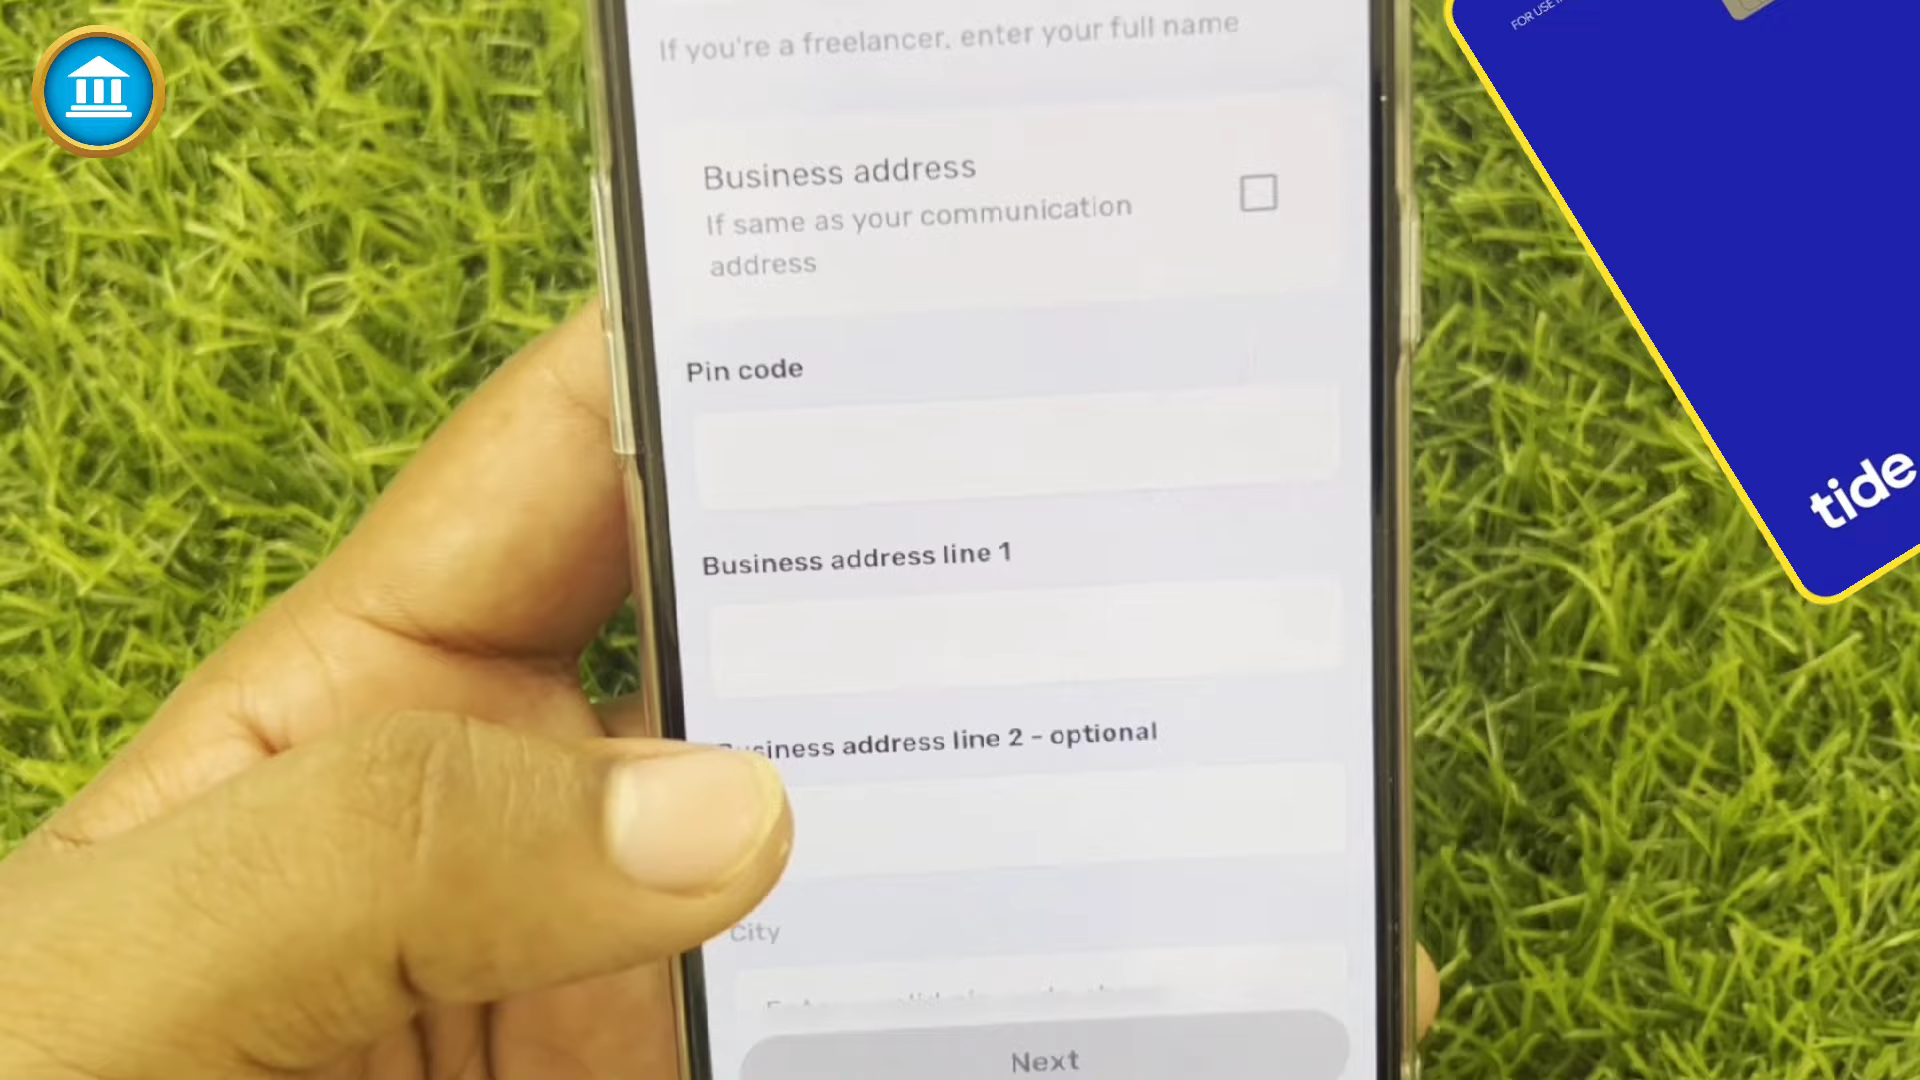 If you're a freelancer, enter your full name
FOR USE
Business address
If same as your communication
address
Pin code
tide
Business address line 1
Business address line 2 - optional
City
Next